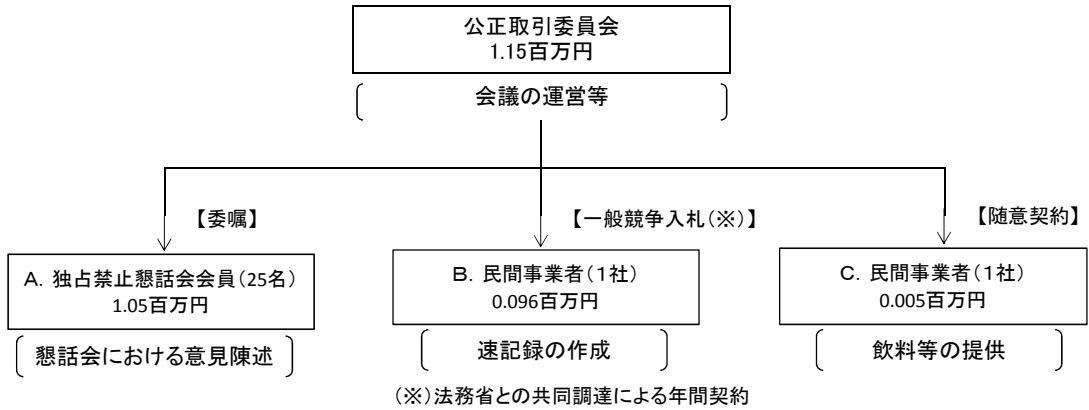 公正取引委員会
1.15百万円
会議の運営等
【委嘱】
【一般競争入札(※)】
【随意契約】
A. 独占禁止懇話会会員(25名)
1.05百万円
B. 民間事業者(1社)
0.096百万円
C. 民間事業者(1社)
0.005百万円
懇話会における意見陳述
速記録の作成
飲料等の提供
(※)法務省との共同調達による年間契約